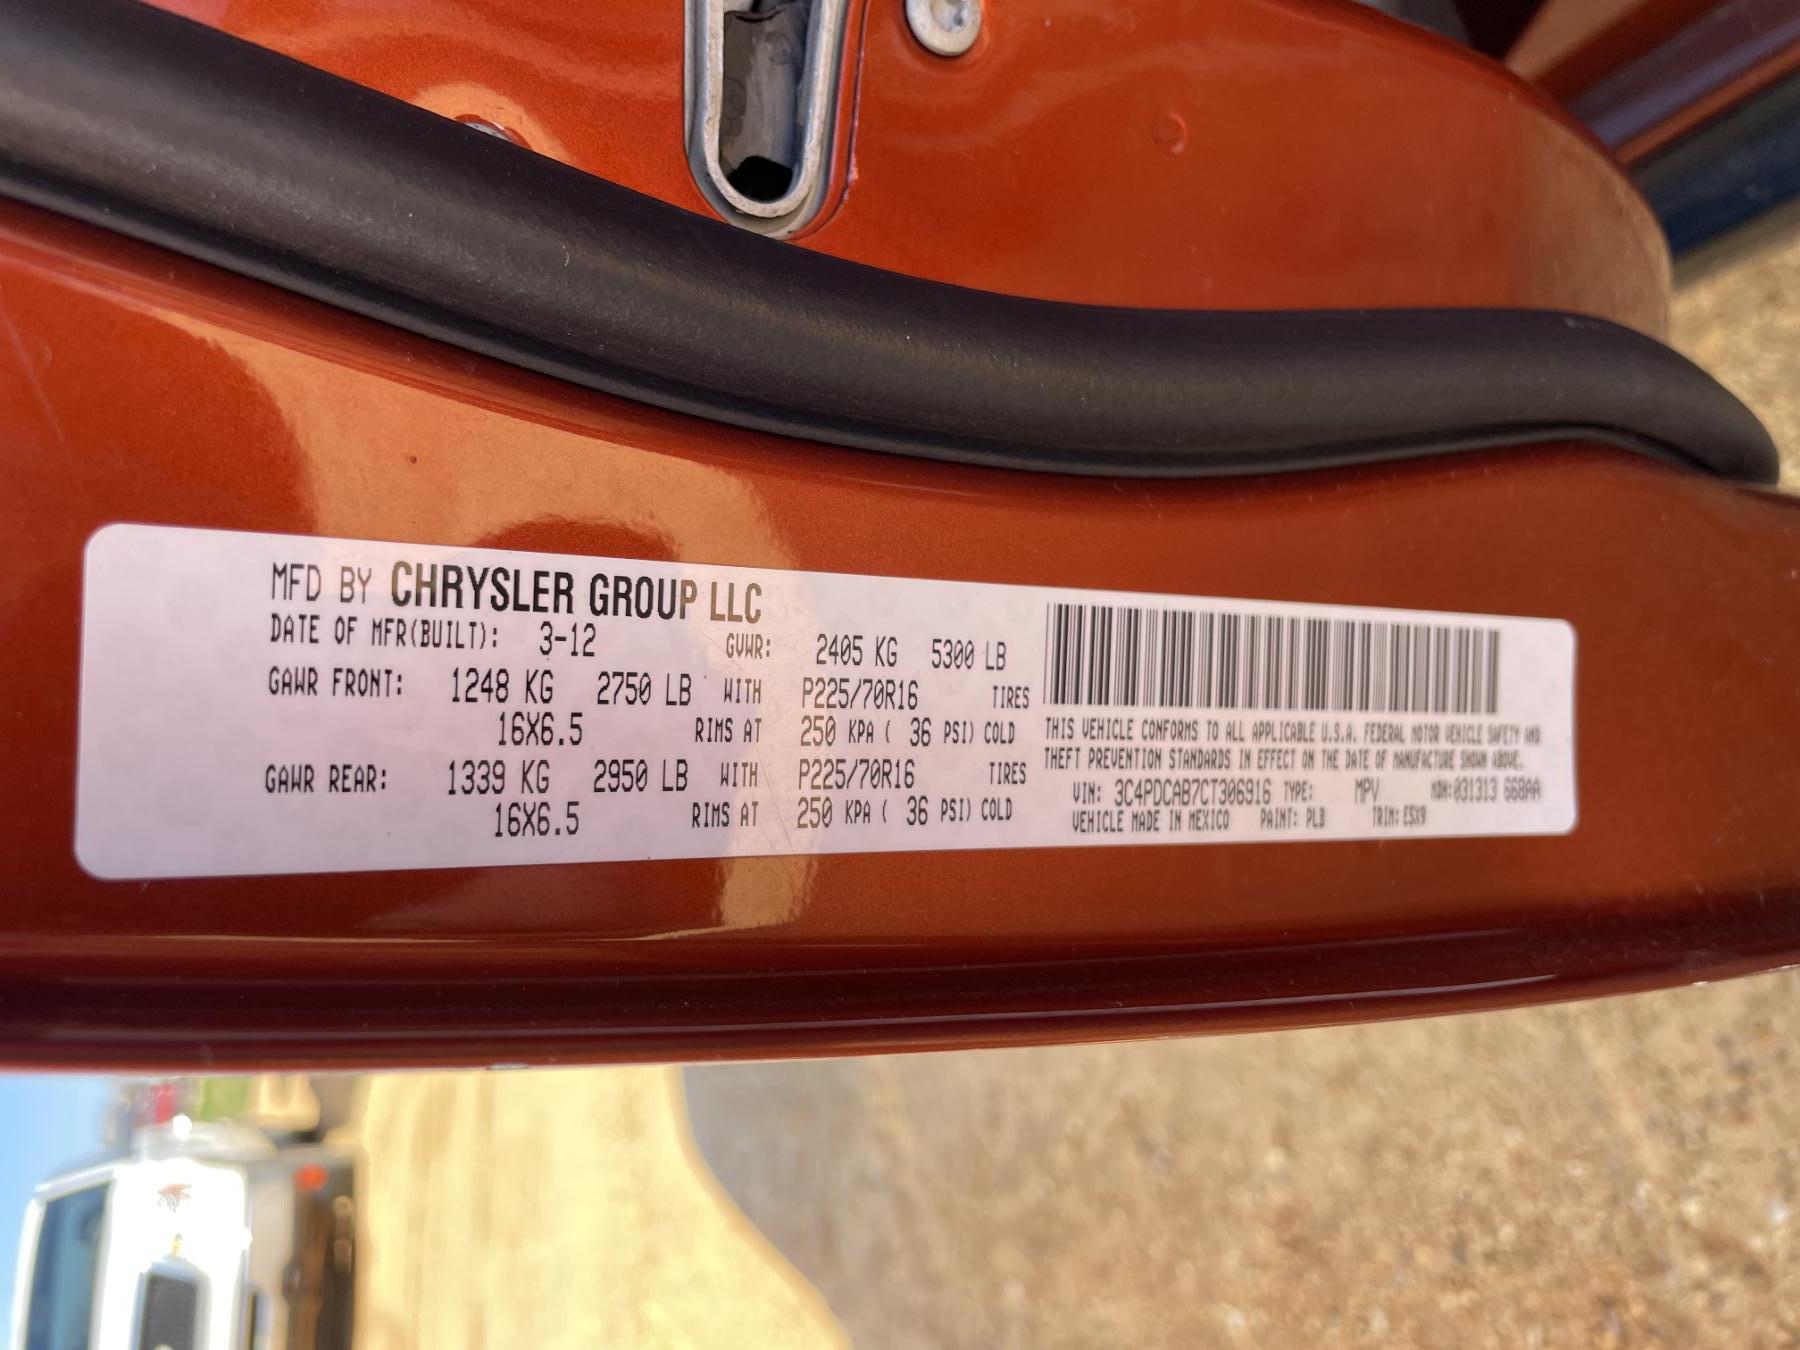 MFD BY CHRYSLER GROUP LLC
DATE OF MFR(BUILT): 3-12 GVWR: 2405 KG 5300 LB
GAWR FRONT: 1248 KG 2750 LB WITH P225/70R16 TIRES
16X6.5 RIMS AT 250 KPA ( 36 PSI) COLD
GAWR REAR: 1339 KG 2950 LB WITH P225/70R16 TIRES
16X6.5 RIMS AT 250 KPA ( 36 PSI) COLD
THIS VEHICLE CONFORMS TO ALL APPLICABLE U.S.A. FEDERAL MOTOR VEHICLE SAFETY AND
THEFT PREVENTION STANDARDS IN EFFECT ON THE DATE OF MANUFACTURE SHOWN ABOVE.
VIN: 3C4PDCAB7CT306916 TYPE: MPV MDH: 031313 668AA
VEHICLE MADE IN MEXICO PAINT: PLB TRIM: E5X9